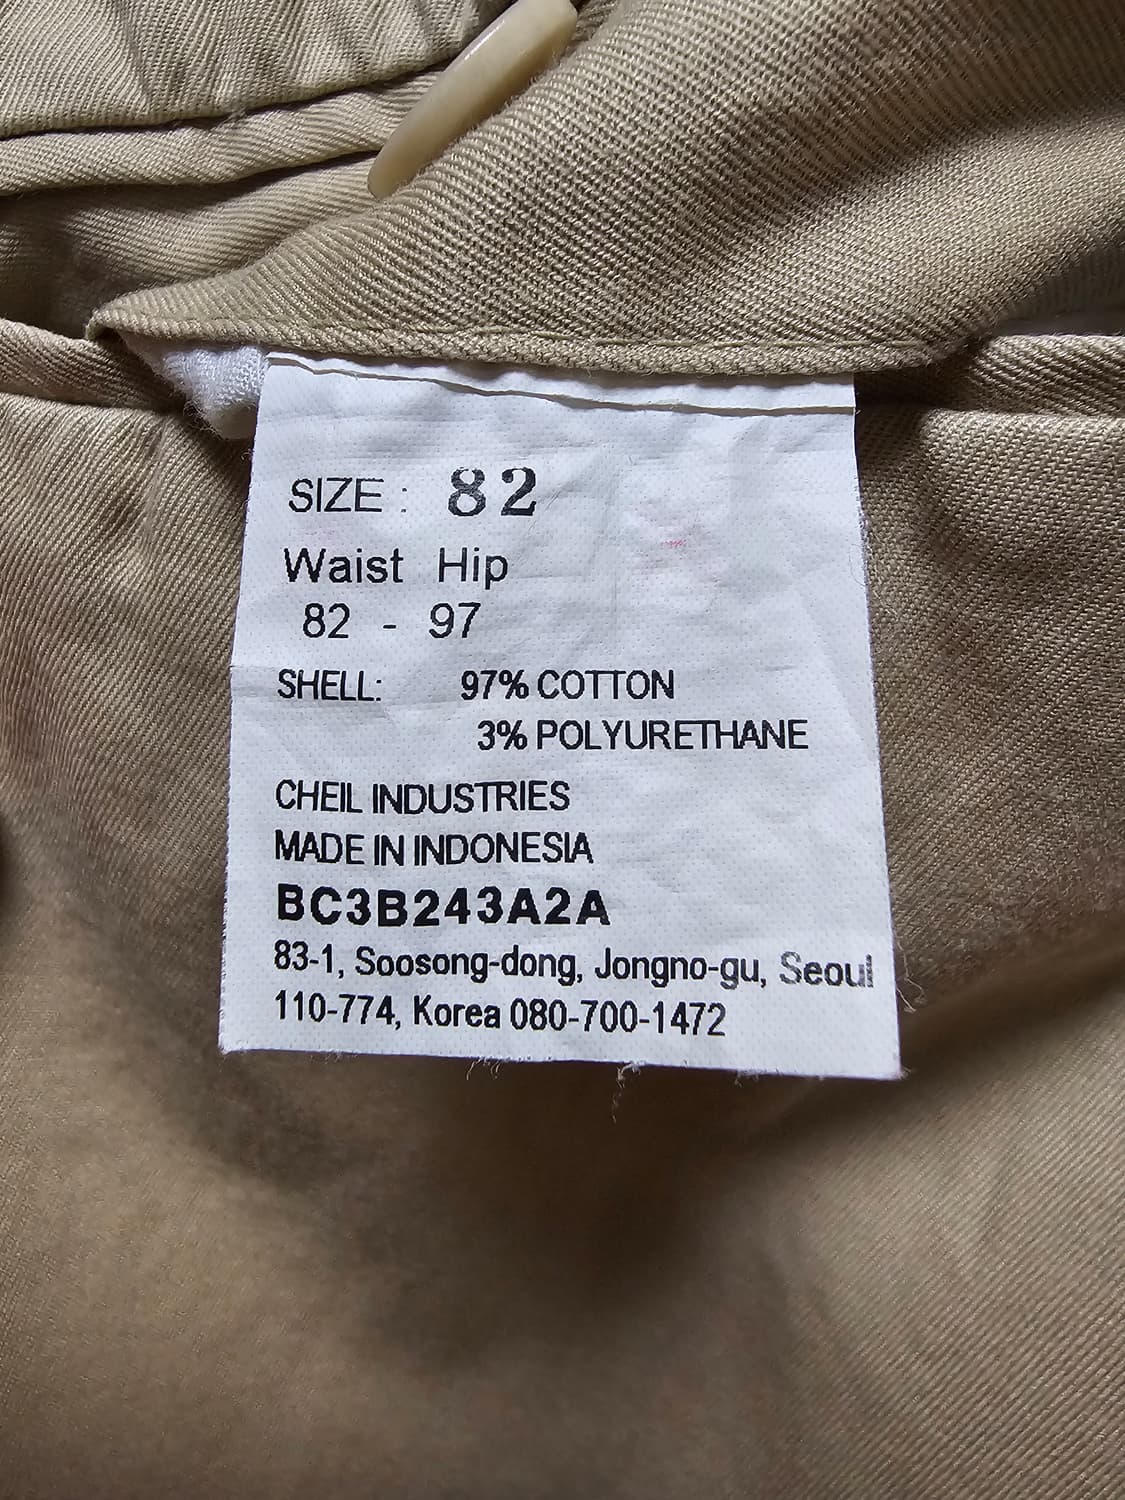 SIZE : 82
Waist Hip
82 - 97
SHELL: 97% COTTON
3% POLYURETHANE
CHEIL INDUSTRIES
MADE IN INDONESIA
BC3B243A2A
83-1, Soosong-dong, Jongno-gu, Seoul
110-774, Korea 080-700-1472